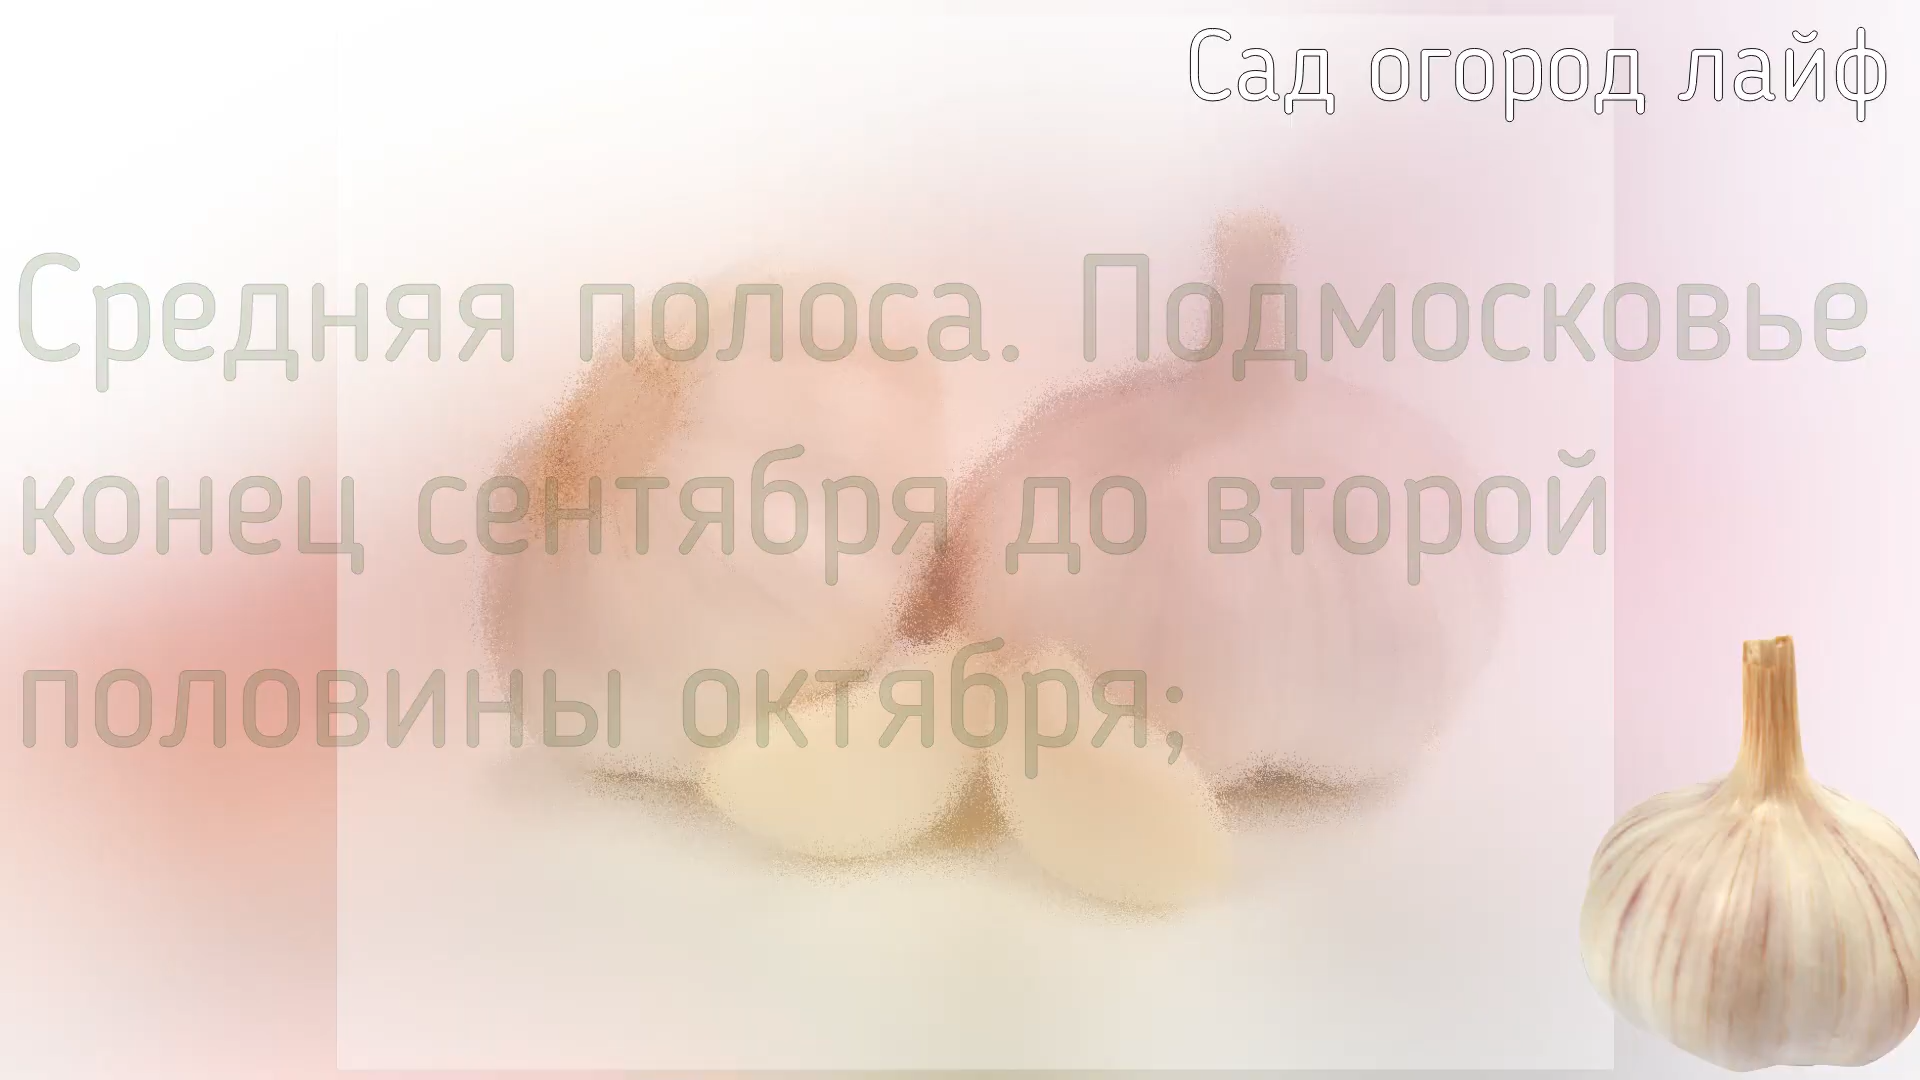 Сад огород лайф
Средняя полоса. Подмосковье
конец сентября до второй
половины октября;